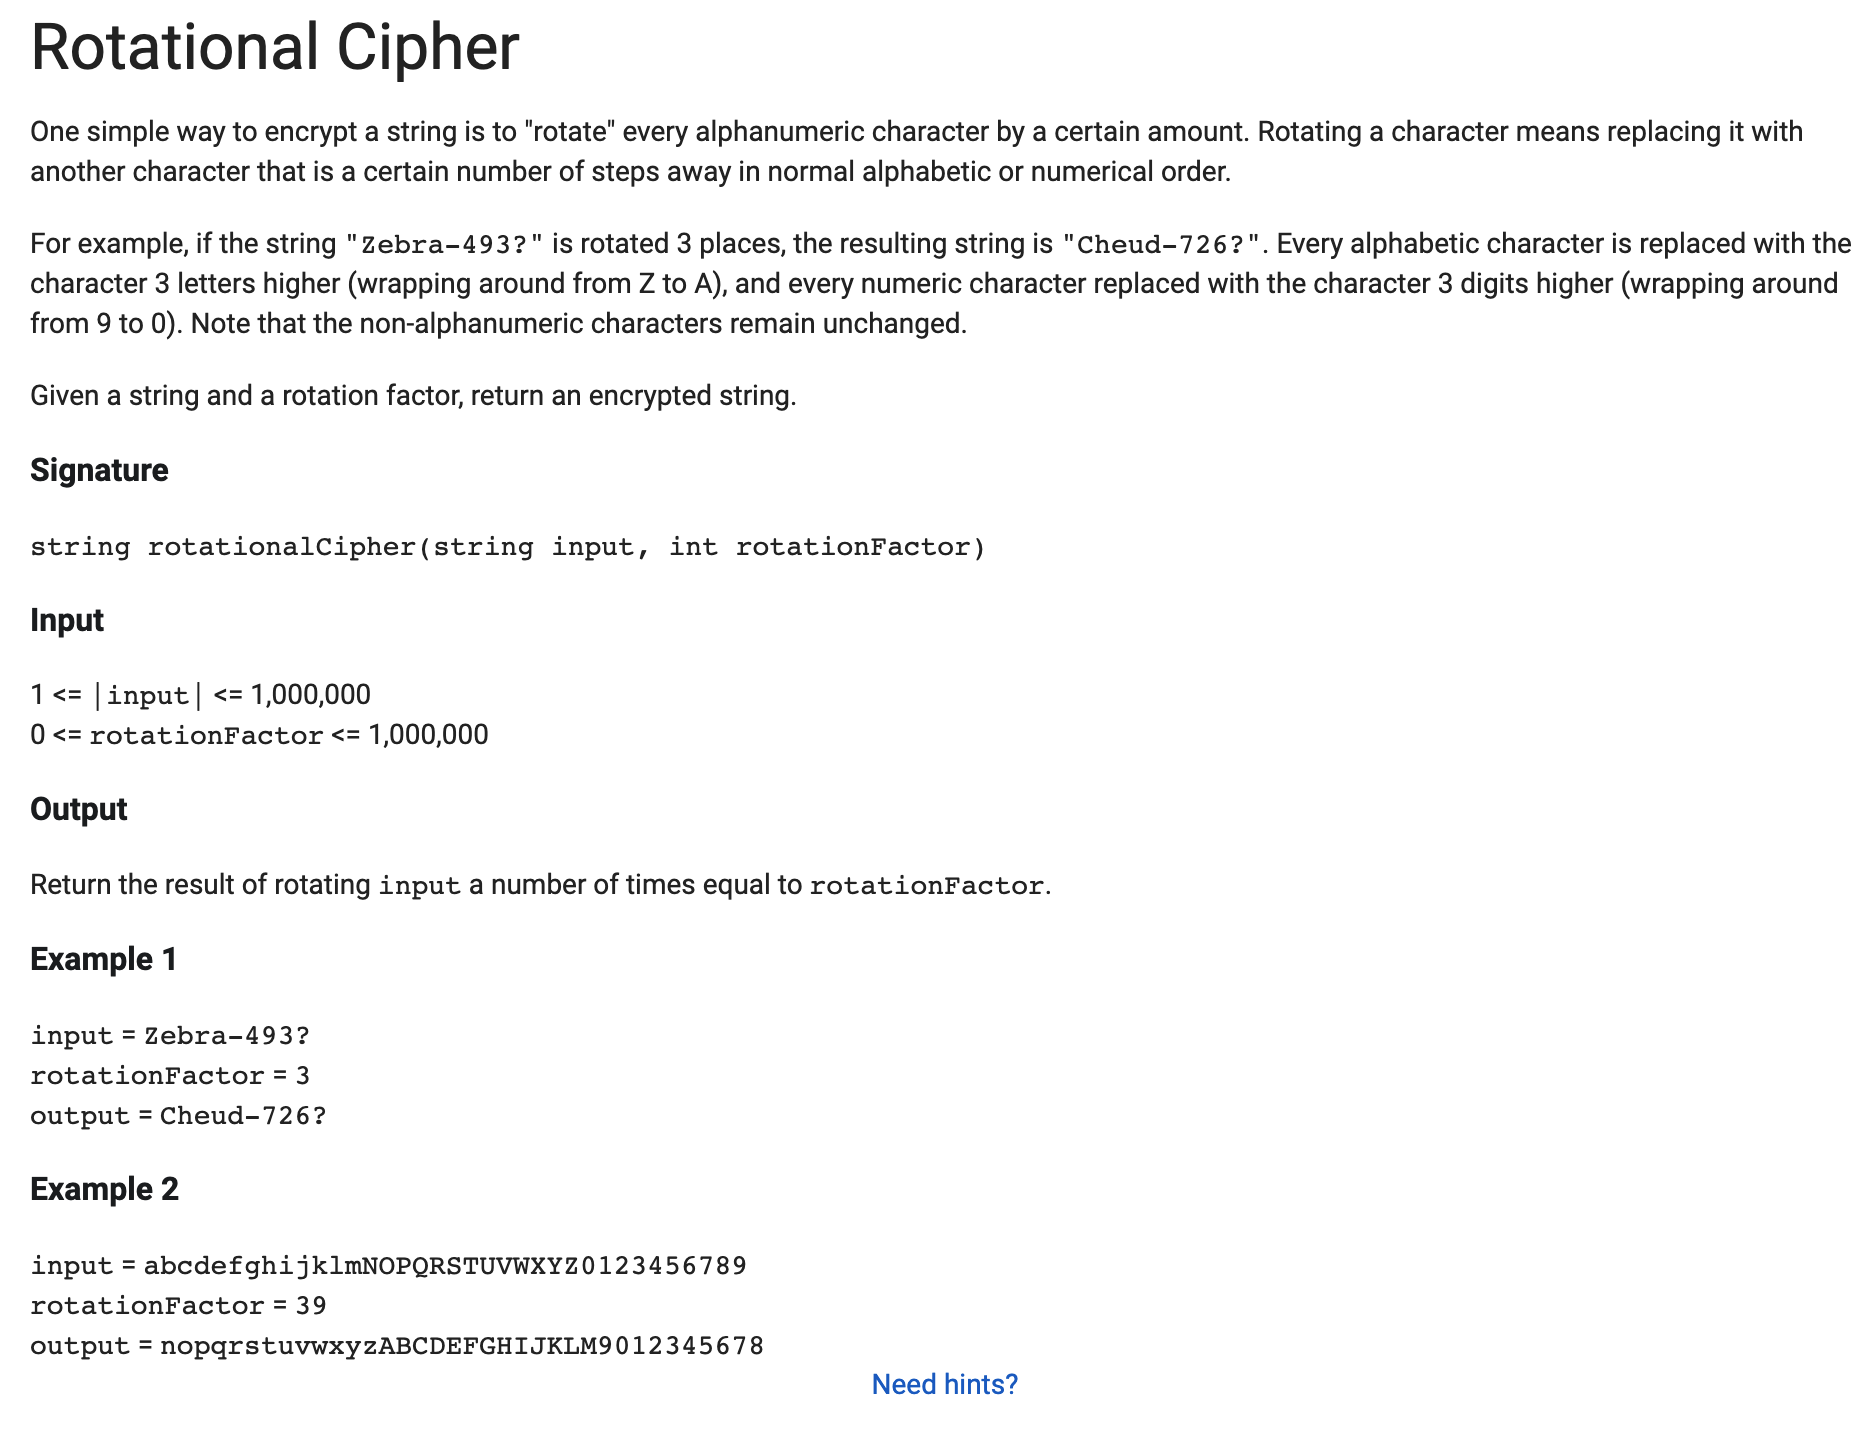 Rotational Cipher
One simple way to encrypt a string is to "rotate" every alphanumeric character by a certain amount. Rotating a character means replacing it with
another character that is a certain number of steps away in normal alphabetic or numerical order.
For example, if the string "Zebra-493?" is rotated 3 places, the resulting string is "Cheud-726?". Every alphabetic character is replaced with the
character 3 letters higher (wrapping around from Z to A), and every numeric character replaced with the character 3 digits higher (wrapping around
from 9 to 0). Note that the non-alphanumeric characters remain unchanged.
Given a string and a rotation factor, return an encrypted string.
Signature
string rotationalCipher(string input, int rotationFactor)
Input
1 <= |input| <= 1,000,000
0 <= rotationFactor <= 1,000,000
Output
Return the result of rotating input a number of times equal to rotationFactor.
Example 1
input = Zebra-493?
rotationFactor = 3
output = Cheud-726?
Example 2
input = abcdefghijklmNOPQRSTUVWXYZ0123456789
rotationFactor = 39
output = nopqrstuvwxyzABCDEFGHIJKLM9012345678
Need hints?